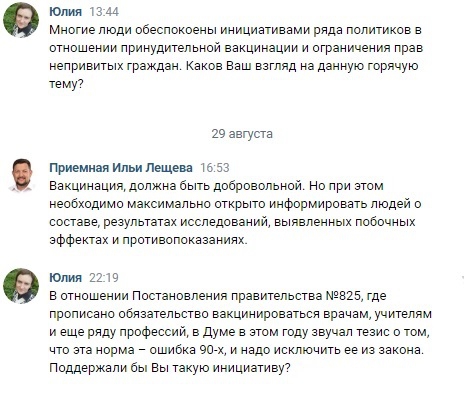 Юлия 13:44
Многие люди обеспокоены инициативами ряда политиков в
отношении принудительной вакцинации и ограничения прав
непривитых граждан. Каков Ваш взгляд на данную горячую
тему?
29 августа
Приемная Ильи Лещева 16:53
Вакцинация, должна быть добровольной. Но при этом
необходимо максимально открыто информировать людей о
составе, результатах исследований, выявленных побочных
эффектах и противопоказаниях.
Юлия 22:19
В отношении Постановления правительства №825, где
прописано обязательство вакцинироваться врачам, учителям
и еще ряду профессий, в Думе в этом году звучал тезис о том,
что эта норма – ошибка 90-х, и надо исключить ее из закона.
Поддержали бы Вы такую инициативу?